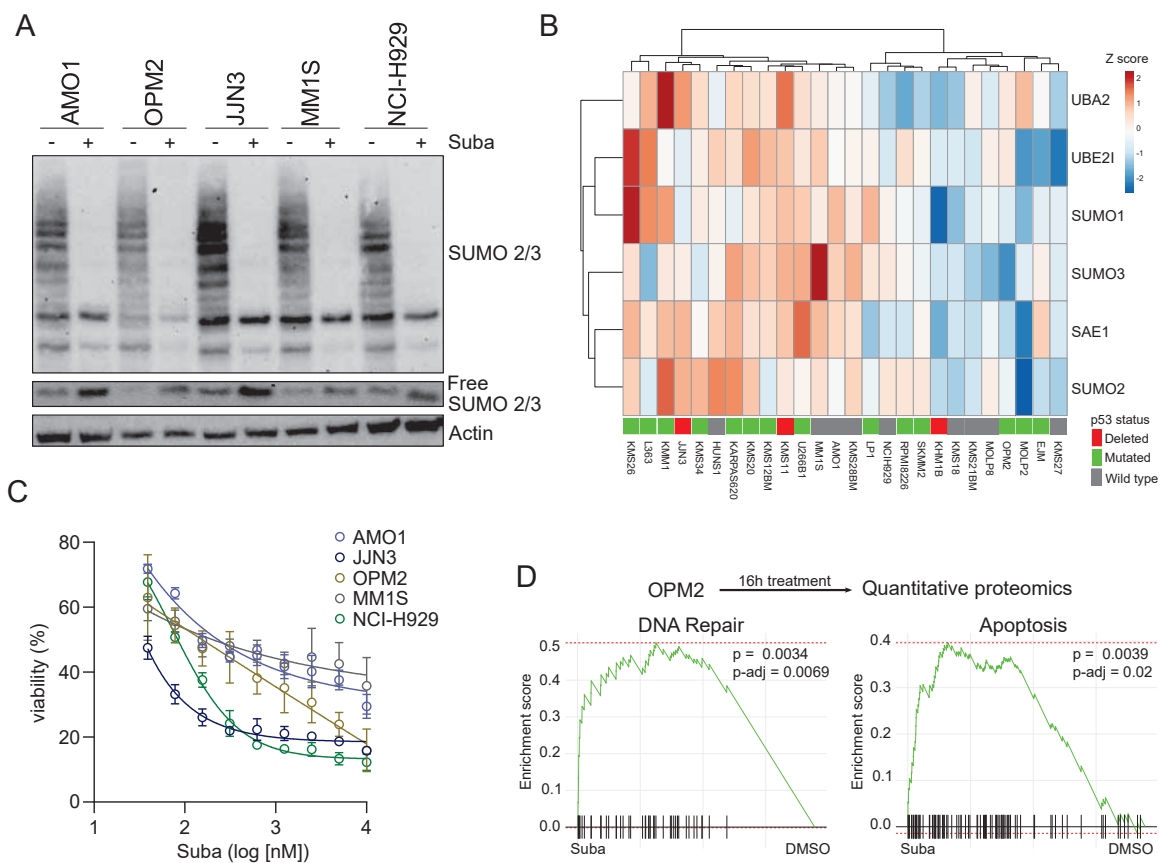 A
AMO1
OPM2
JJN3
MM1S
NCI-H929
- + - + - + - + - + Suba
SUMO 2/3
Free
SUMO 2/3
Actin
B
Z score
2
1
0
-1
-2
UBA2
UBE2I
SUMO1
SUMO3
SAE1
SUMO2
p53 status
Deleted
Mutated
Wild type
KMS26
L363
KMM1
JJN3
KMS34
HUNS1
KARPAS620
KMS20
KMS12BM
KMS11
U266B1
MM1S
AMO1
KMS28BM
LP1
NCIH929
RPMI8226
SKMM2
KHM1B
KMS18
KMS21BM
MOLP8
OPM2
MOLP2
EJM
KMS27
C
viability (%)
80
60
40
20
0
1 2 3 4
Suba (log [nM])
AMO1
JJN3
OPM2
MM1S
NCI-H929
D
OPM2 16h treatment Quantitative proteomics
DNA Repair
p = 0.0034
p-adj = 0.0069
Enrichment score
0.5
0.4
0.3
0.2
0.1
0.0
Suba DMSO
Apoptosis
p = 0.0039
p-adj = 0.02
Enrichment score
0.4
0.3
0.2
0.1
0.0
Suba DMSO